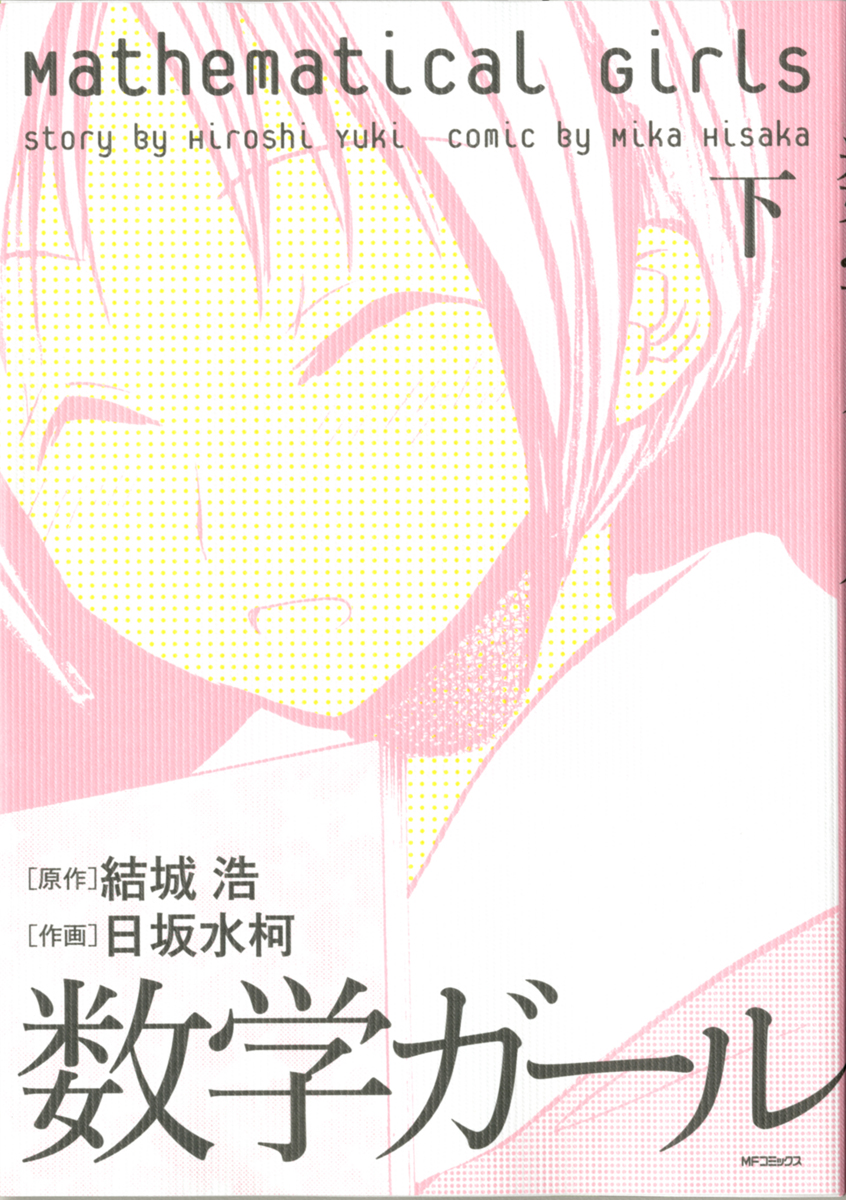 Mathematical Girls
Story by Hiroshi Yuki Comic by Mika Hisaka
下
[原作]結城 浩
[作画]日坂水柯
数学ガール
MFコミックス